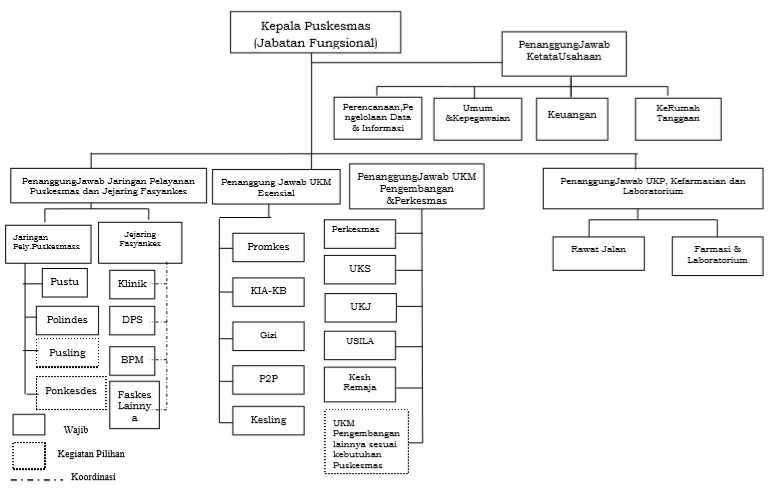 Kepala Puskesmas
(Jabatan Fungsional)
PenanggungJawab
KetataUsahaan
Perencanaan,Pe
ngelolaan Data
& Informasi
Umum
&Kepegawaian
Keuangan
KeRumah
Tanggaan
PenanggungJawab Jaringan Pelayanan
Puskesmas dan Jejaring Fasyankes
Penanggung Jawab UKM
Esensial
PenanggungJawab UKM
Pengembangan
&Perkesmas
PenanggungJawab UKP, Kefarmasian dan
Laboratorium
Jaringan
Pely.Puskesmass
Jejaring
Fasyankes
Pustu
Polindes
Pusling
Ponkesdes
Klinik
DPS
BPM
Faskes
Lainny
a
Promkes
KIA-KB
Gizi
P2P
Kesling
Perkesmas
UKS
UKJ
USILA
Kesh
Remaja
UKM
Pengembangan
lainnya sesuai
kebutuhan
Puskesmas
Rawat Jalan
Farmasi &
Laboratorium
Wajib
Kegiatan Pilihan
Koordinasi